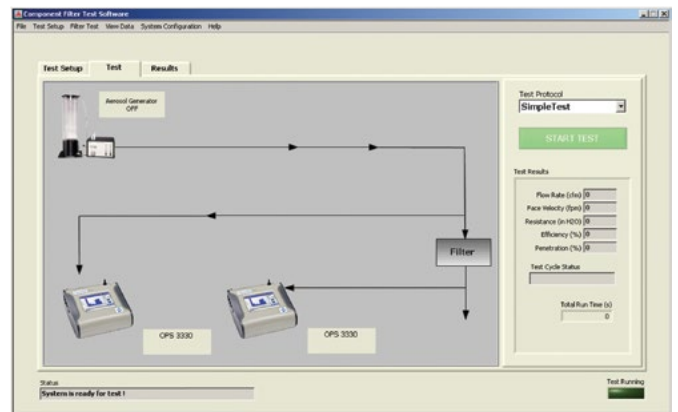 Component Filter Test Software
File Test Setup Filter Test View Data System Configuration Help
Test Setup Test Results
Aerosol Generator
OFF
Filter
OPS 3330
OPS 3330
Test Protocol
SimpleTest
START TEST
Test Results
Flow Rate (cfm) 0
Face Velocity (fpm) 0
Resistance (in H2O) 0
Efficiency (%) 0
Penetration (%) 0
Test Cycle Status
Total Run Time (s)
0
Status
System is ready for test !
Test Running